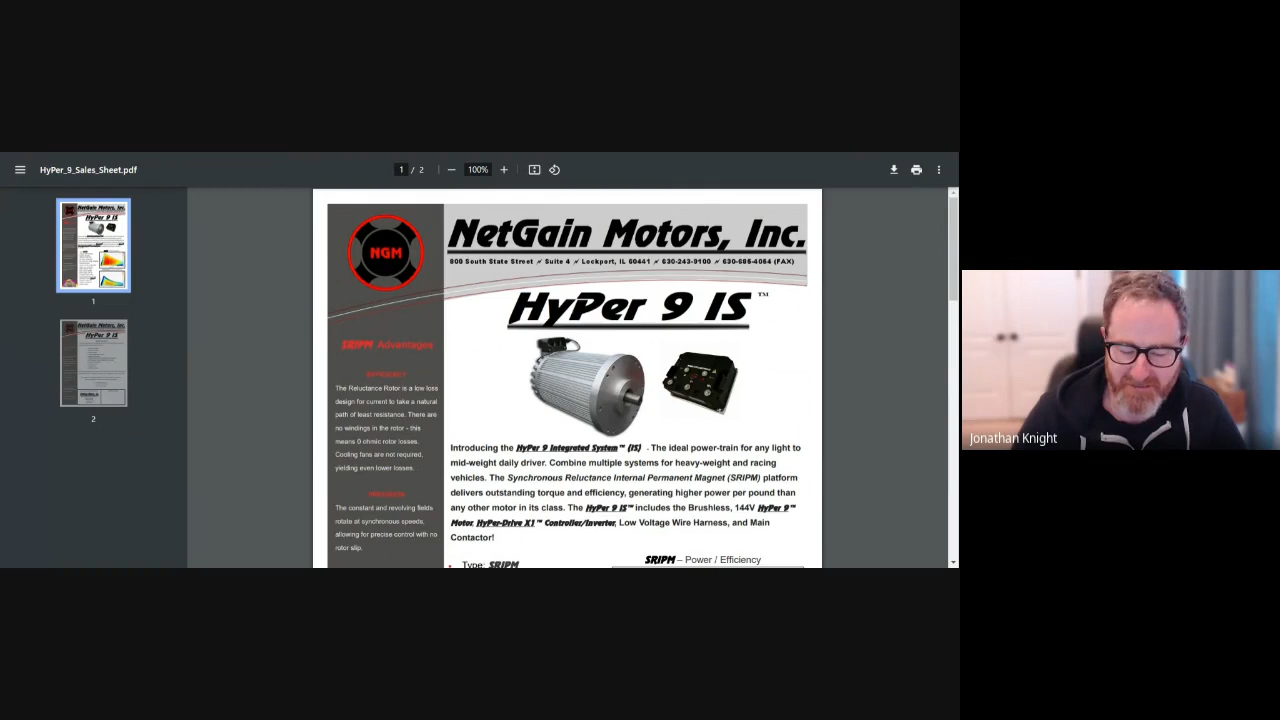 HyPer_9_Sales_Sheet.pdf
1 / 2
100%
NGM
NetGain Motors, Inc.
800 South State Street Suite 4 Lockport, IL 60441 630-243-9100 630-685-4054 (FAX)
HyPer 9 IS™
SRIPM Advantages
EFFICIENCY
The Reluctance Rotor is a low loss
design for current to take a natural
path of least resistance. There are
no windings in the rotor - this
means 0 ohmic rotor losses.
Cooling fans are not required,
yielding even lower losses.
PRECISION
The constant and revolving fields
rotate at synchronous speeds,
allowing for precise control with no
rotor slip.
Introducing the HyPer 9 Integrated System™ (IS) - The ideal power-train for any light to
mid-weight daily driver. Combine multiple systems for heavy-weight and racing
vehicles. The Synchronous Reluctance Internal Permanent Magnet (SRIPM) platform
delivers outstanding torque and efficiency, generating higher power per pound than
any other motor in its class. The HyPer 9 IS™ includes the Brushless, 144V HyPer 9™
Motor, HyPer-Drive X1™ Controller/Inverter, Low Voltage Wire Harness, and Main
Contactor!
• Type: SRIPM
SRIPM – Power / Efficiency
1
2
Jonathan Knight